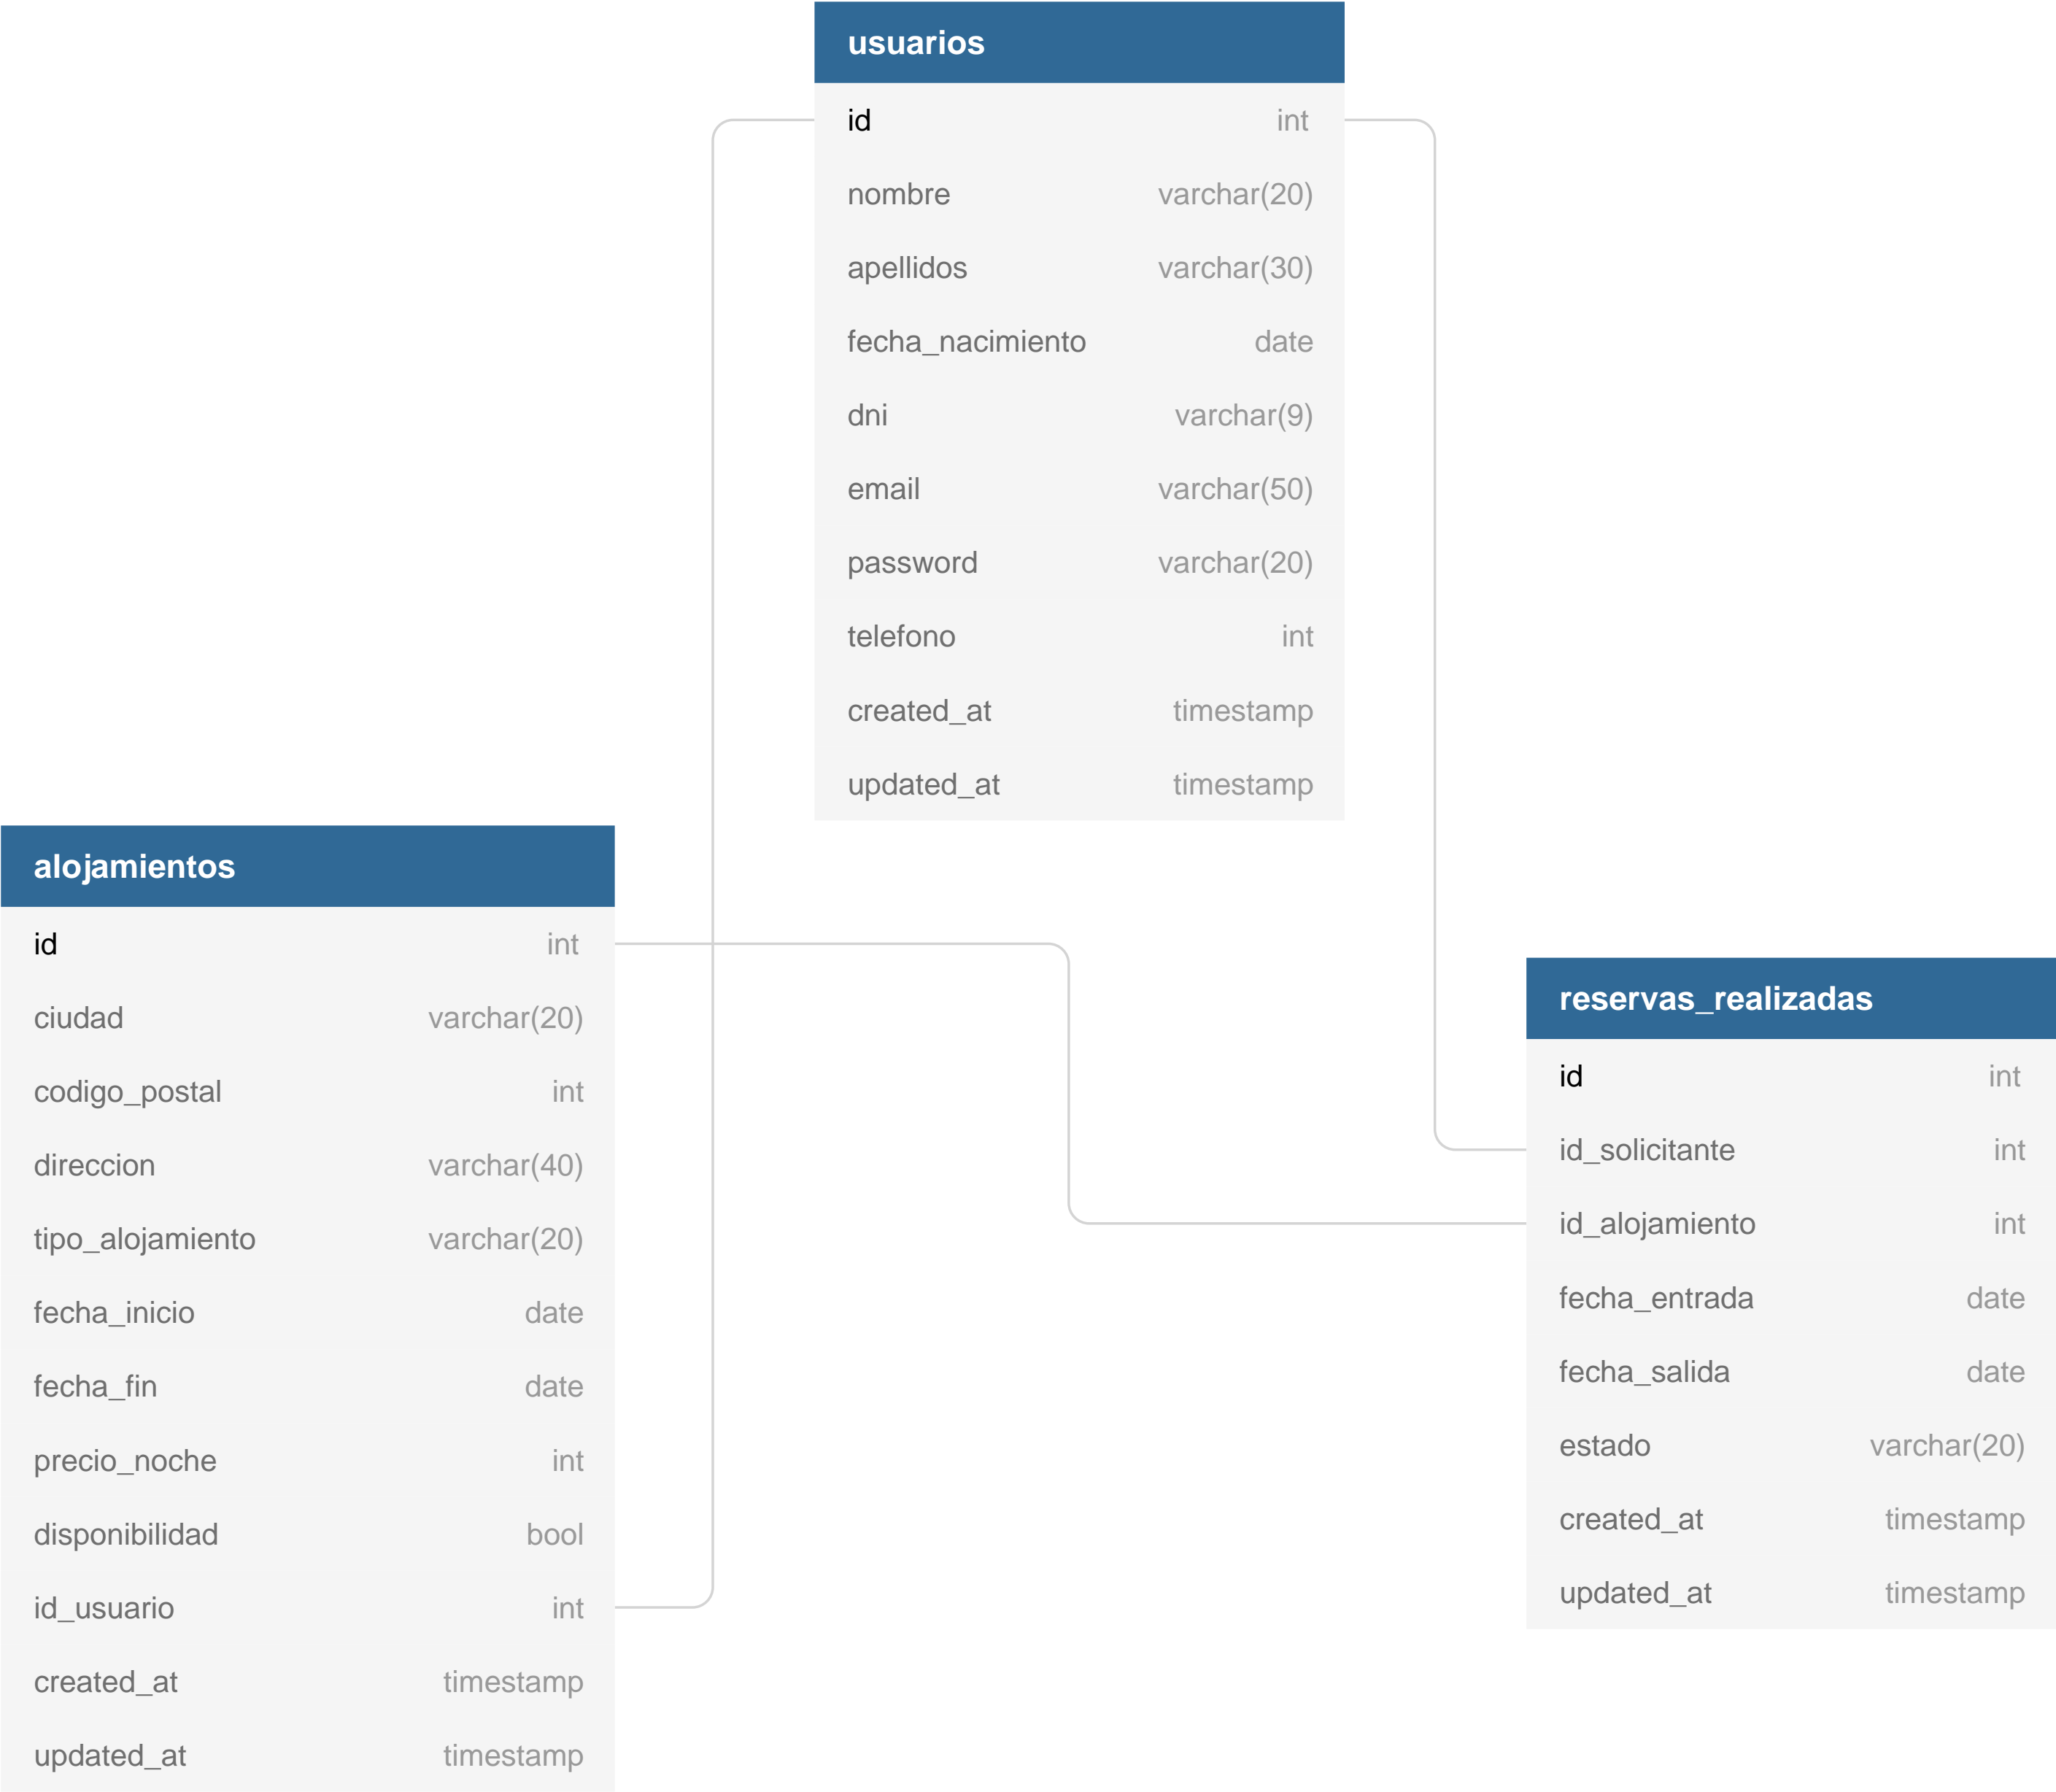 usuarios
id int
nombre varchar(20)
apellidos varchar(30)
fecha_nacimiento date
dni varchar(9)
email varchar(50)
password varchar(20)
telefono int
created_at timestamp
updated_at timestamp
alojamientos
id int
ciudad varchar(20)
codigo_postal int
direccion varchar(40)
tipo_alojamiento varchar(20)
fecha_inicio date
fecha_fin date
precio_noche int
disponibilidad bool
id_usuario int
created_at timestamp
updated_at timestamp
reservas_realizadas
id int
id_solicitante int
id_alojamiento int
fecha_entrada date
fecha_salida date
estado varchar(20)
created_at timestamp
updated_at timestamp